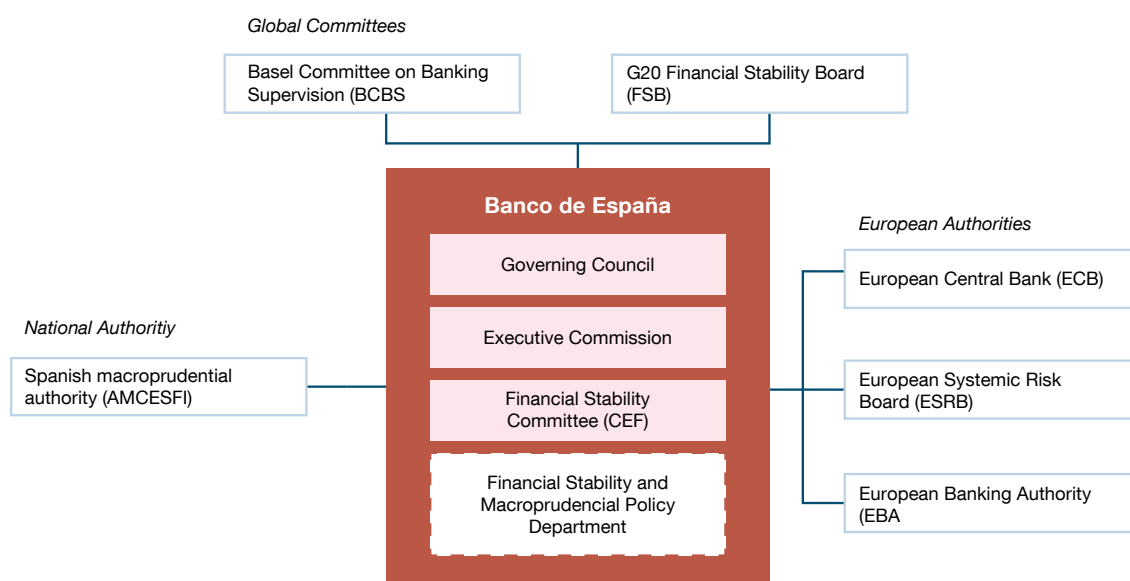 Global Committees
Basel Committee on Banking
Supervision (BCBS
G20 Financial Stability Board
(FSB)
Banco de España
Governing Council
Executive Commission
Financial Stability
Committee (CEF)
Financial Stability and
Macroprudencial Policy
Department
National Authoritiy
Spanish macroprudential
authority (AMCESFI)
European Authorities
European Central Bank (ECB)
European Systemic Risk
Board (ESRB)
European Banking Authority
(EBA